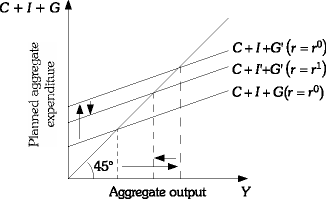 C + I + G
C + I+G′ (r = r⁰)
C + I′+G′ (r = r¹)
C + I + G(r = r⁰)
Planned aggregate
expenditure
45°
Aggregate output
Y